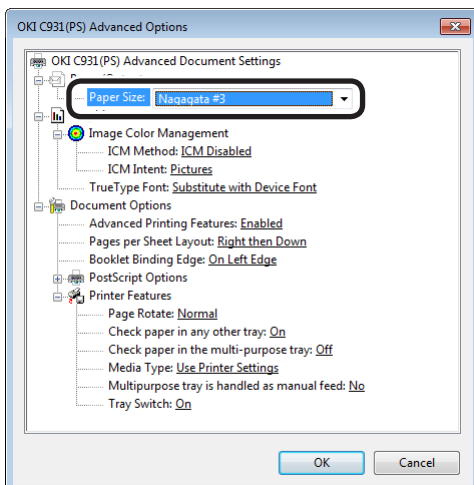 OKI C931(PS) Advanced Options
OKI C931(PS) Advanced Document Settings
Paper Size: Nagagata #3
Image Color Management
ICM Method: ICM Disabled
ICM Intent: Pictures
TrueType Font: Substitute with Device Font
Document Options
Advanced Printing Features: Enabled
Pages per Sheet Layout: Right then Down
Booklet Binding Edge: On Left Edge
PostScript Options
Printer Features
Page Rotate: Normal
Check paper in any other tray: On
Check paper in the multi-purpose tray: Off
Media Type: Use Printer Settings
Multipurpose tray is handled as manual feed: No
Tray Switch: On
OK
Cancel